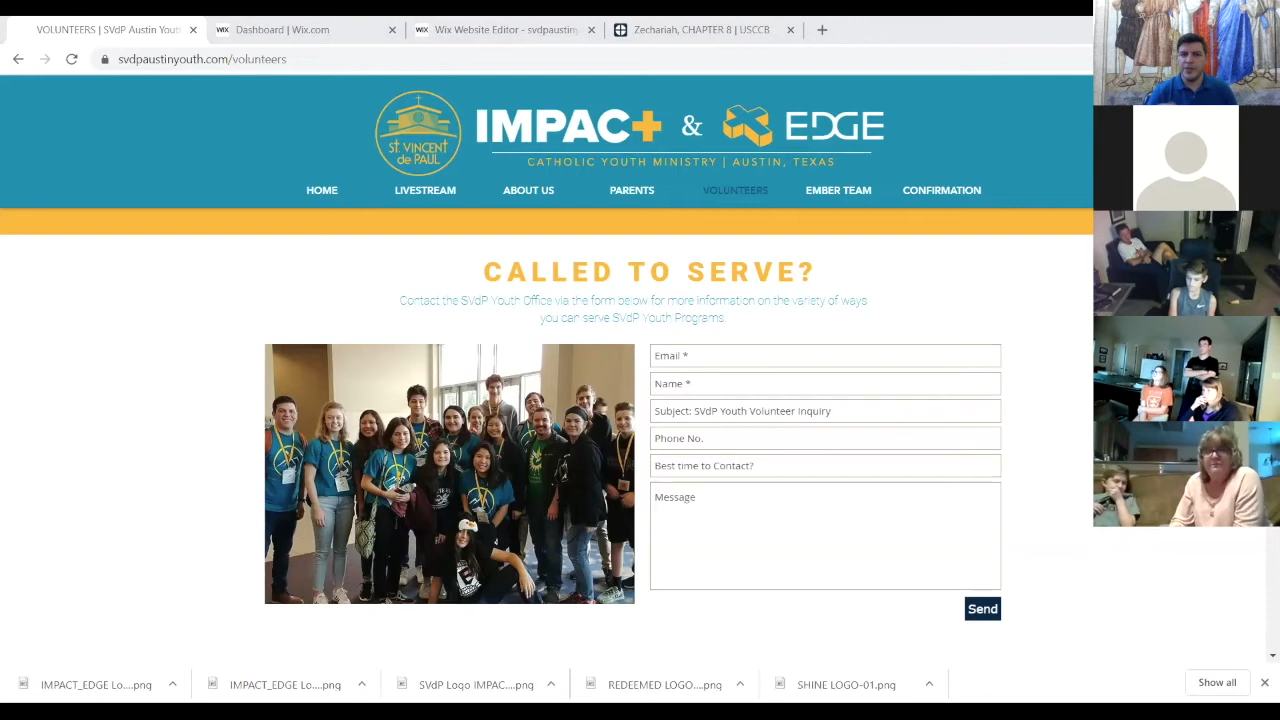 VOLUNTEERS | SVdP Austin Yout
Dashboard | Wix.com
Wix Website Editor - svdpaustiny
Zechariah, CHAPTER 8 | USCCB
svdpaustinyouth.com/volunteers
ST. VINCENT
de PAUL
IMPAC+ & EDGE
CATHOLIC YOUTH MINISTRY | AUSTIN, TEXAS
HOME LIVESTREAM ABOUT US PARENTS VOLUNTEERS EMBER TEAM CONFIRMATION
CALLED TO SERVE?
Contact the SVdP Youth Office via the form below for more information on the variety of ways
you can serve SVdP Youth Programs.
Email *
Name *
Subject: SVdP Youth Volunteer Inquiry
Phone No.
Best time to Contact?
Message
Send
IMPACT_EDGE Lo....png
IMPACT_EDGE Lo....png
SVdP Logo IMPAC....png
REDEEMED LOGO....png
SHINE LOGO-01.png
Show all